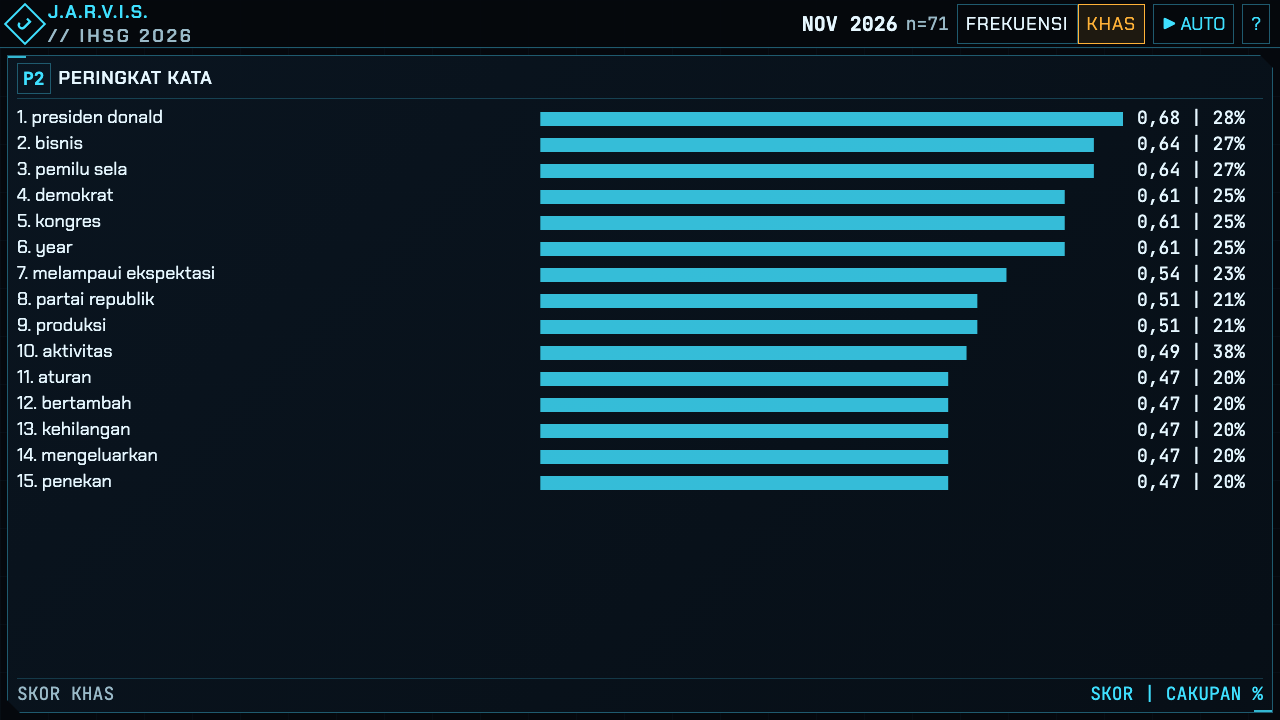 J.A.R.V.I.S.
// IHSG 2026
NOV 2026 n=71 FREKUENSI KHAS ▶ AUTO ?
P2 PERINGKAT KATA
1. presiden donald 0,68 | 28%
2. bisnis 0,64 | 27%
3. pemilu sela 0,64 | 27%
4. demokrat 0,61 | 25%
5. kongres 0,61 | 25%
6. year 0,61 | 25%
7. melampaui ekspektasi 0,54 | 23%
8. partai republik 0,51 | 21%
9. produksi 0,51 | 21%
10. aktivitas 0,49 | 38%
11. aturan 0,47 | 20%
12. bertambah 0,47 | 20%
13. kehilangan 0,47 | 20%
14. mengeluarkan 0,47 | 20%
15. penekan 0,47 | 20%
SKOR KHAS SKOR | CAKUPAN %